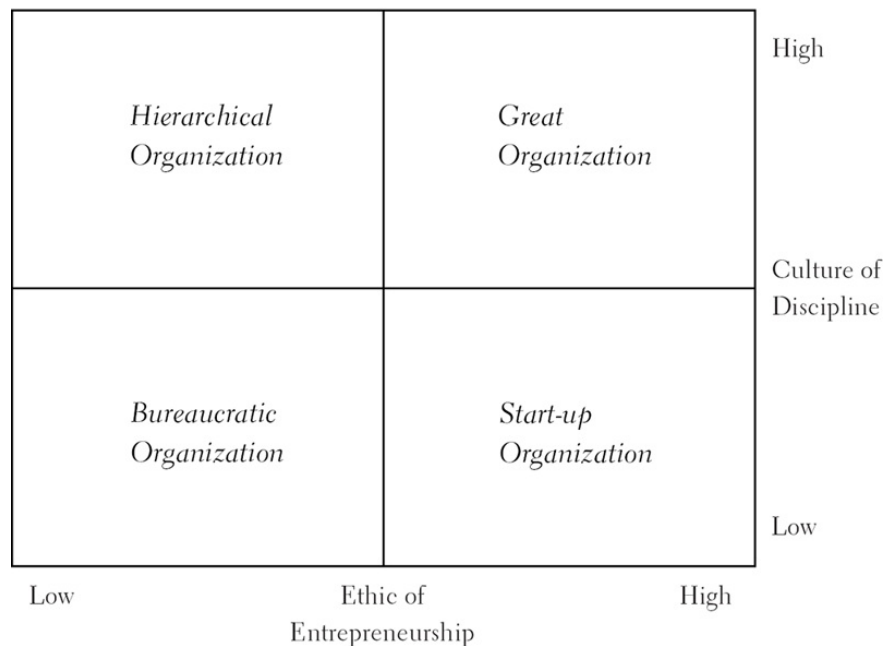 High
Hierarchical
Organization
Great
Organization
Culture of
Discipline
Bureaucratic
Organization
Start-up
Organization
Low
Low
Ethic of
Entrepreneurship
High